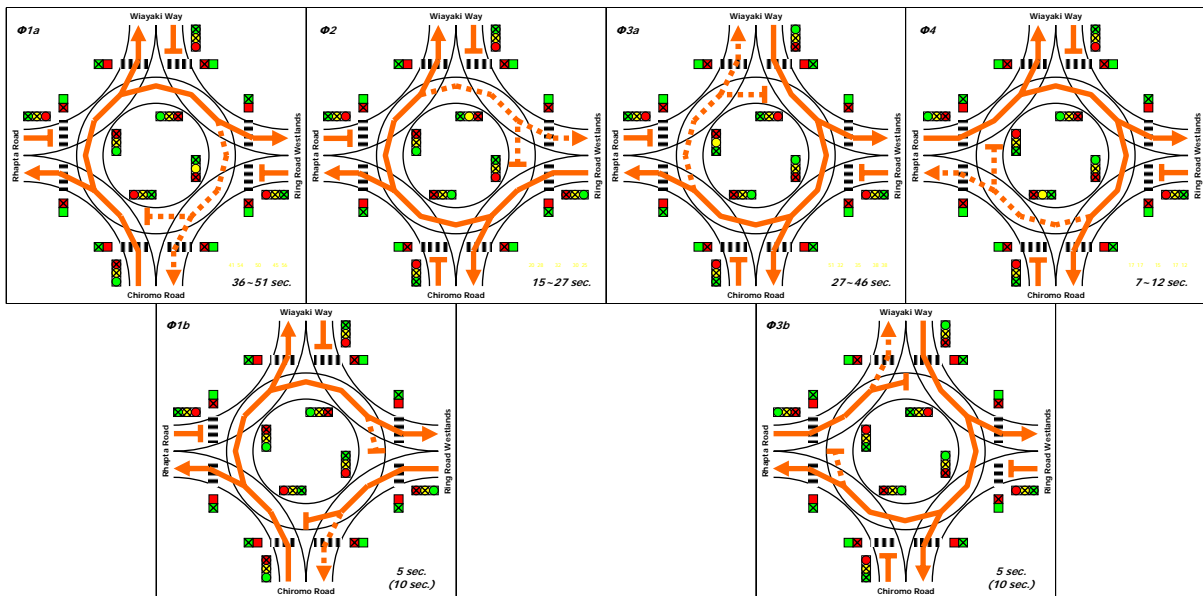 Wiayaki Way
Φ1a
Rhapta Road
Ring Road Westlands
36~51 sec.
Chiromo Road
Wiayaki Way
Φ2
Rhapta Road
Ring Road Westlands
15~27 sec.
Chiromo Road
Wiayaki Way
Φ3a
Rhapta Road
Ring Road Westlands
27~46 sec.
Chiromo Road
Wiayaki Way
Φ4
Rhapta Road
Ring Road Westlands
7~12 sec.
Chiromo Road
Wiayaki Way
Φ1b
Rhapta Road
Ring Road Westlands
5 sec.
(10 sec.)
Chiromo Road
Wiayaki Way
Φ3b
Rhapta Road
Ring Road Westlands
5 sec.
(10 sec.)
Chiromo Road